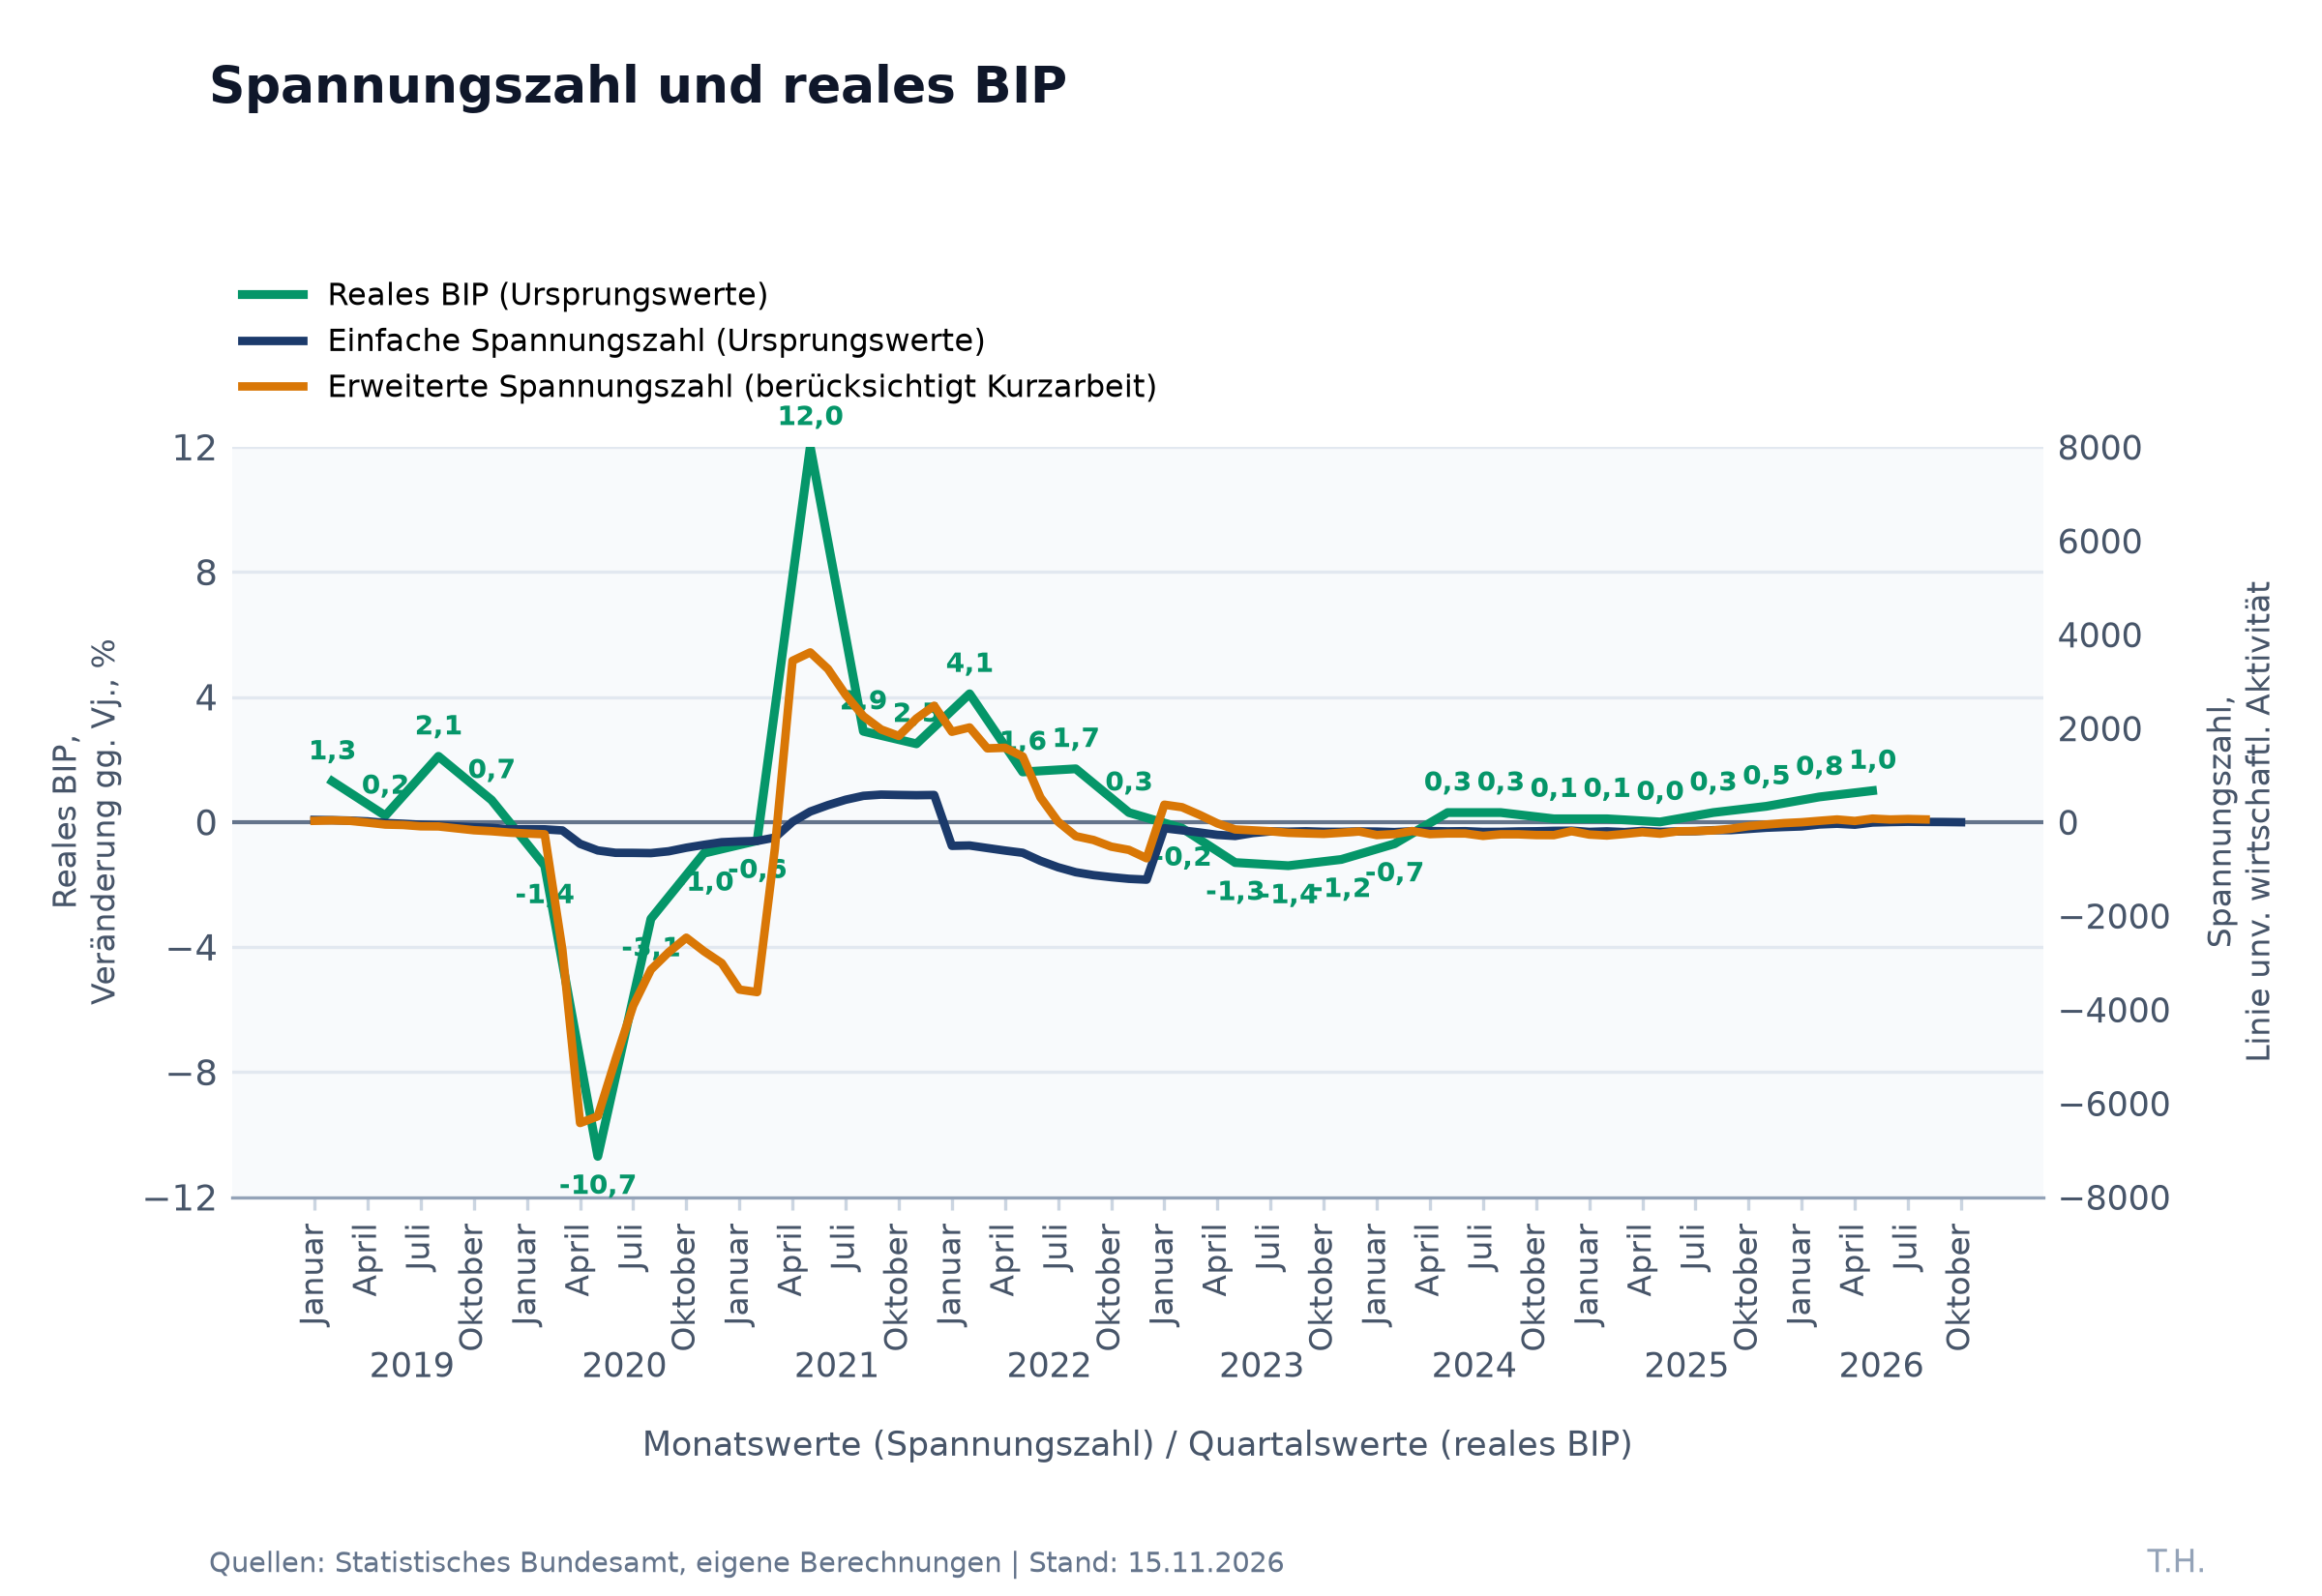 Spannungszahl und reales BIP
Reales BIP (Ursprungswerte)
Einfache Spannungszahl (Ursprungswerte)
Erweiterte Spannungszahl (berücksichtigt Kurzarbeit)
Reales BIP,
Veränderung gg. Vj., %
12
8
4
0
−4
−8
−12
1,3
0,2
2,1
0,7
-1,4
-10,7
-3,1
1,0
-0,6
12,0
2,9
2,5
4,1
1,6
1,7
0,3
-0,2
-1,3
-1,4
-1,2
-0,7
0,3
0,3
0,1
0,1
0,0
0,3
0,5
0,8
1,0
8000
6000
4000
2000
0
−2000
−4000
−6000
−8000
Spannungszahl,
Linie unv. wirtschaftl. Aktivität
Januar
April
Juli
Oktober
Januar
April
Juli
Oktober
Januar
April
Juli
Oktober
Januar
April
Juli
Oktober
Januar
April
Juli
Oktober
Januar
April
Juli
Oktober
Januar
April
Juli
Oktober
Januar
April
Juli
Oktober
2019
2020
2021
2022
2023
2024
2025
2026
Monatswerte (Spannungszahl) / Quartalswerte (reales BIP)
Quellen: Statistisches Bundesamt, eigene Berechnungen | Stand: 15.11.2026
T.H.